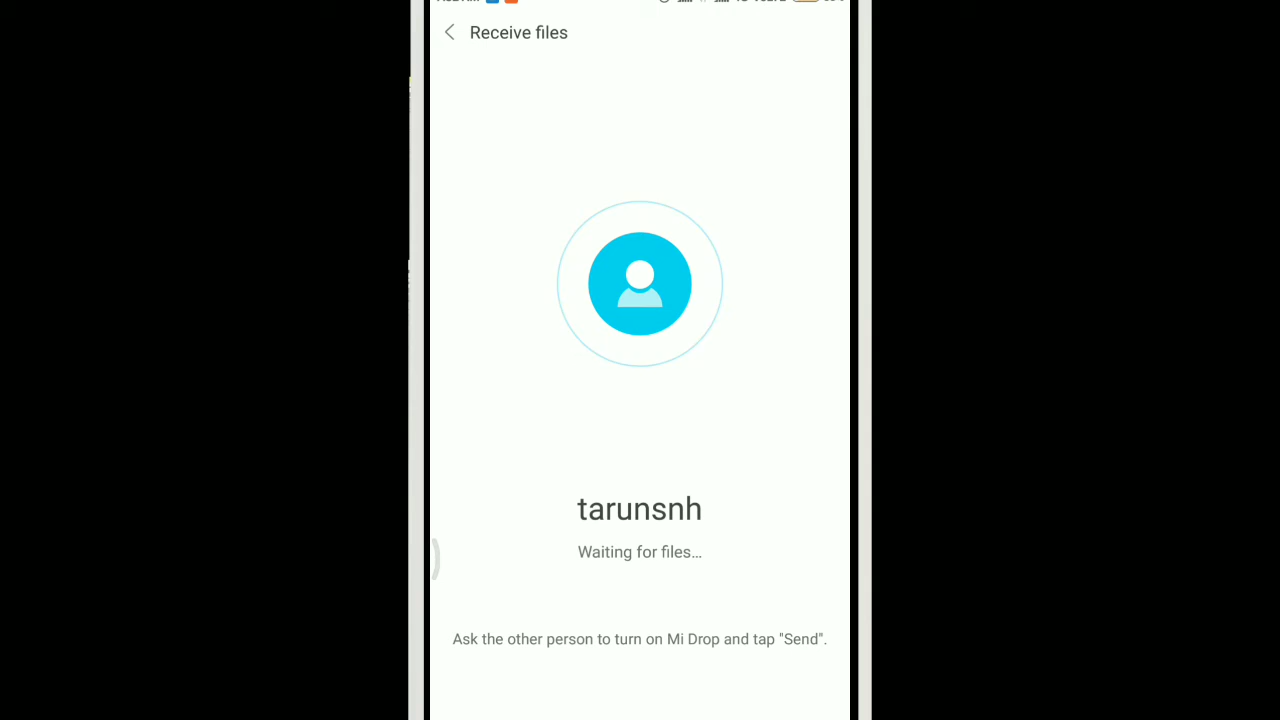 Receive files
tarunsnh
Waiting for files...
Ask the other person to turn on Mi Drop and tap "Send".